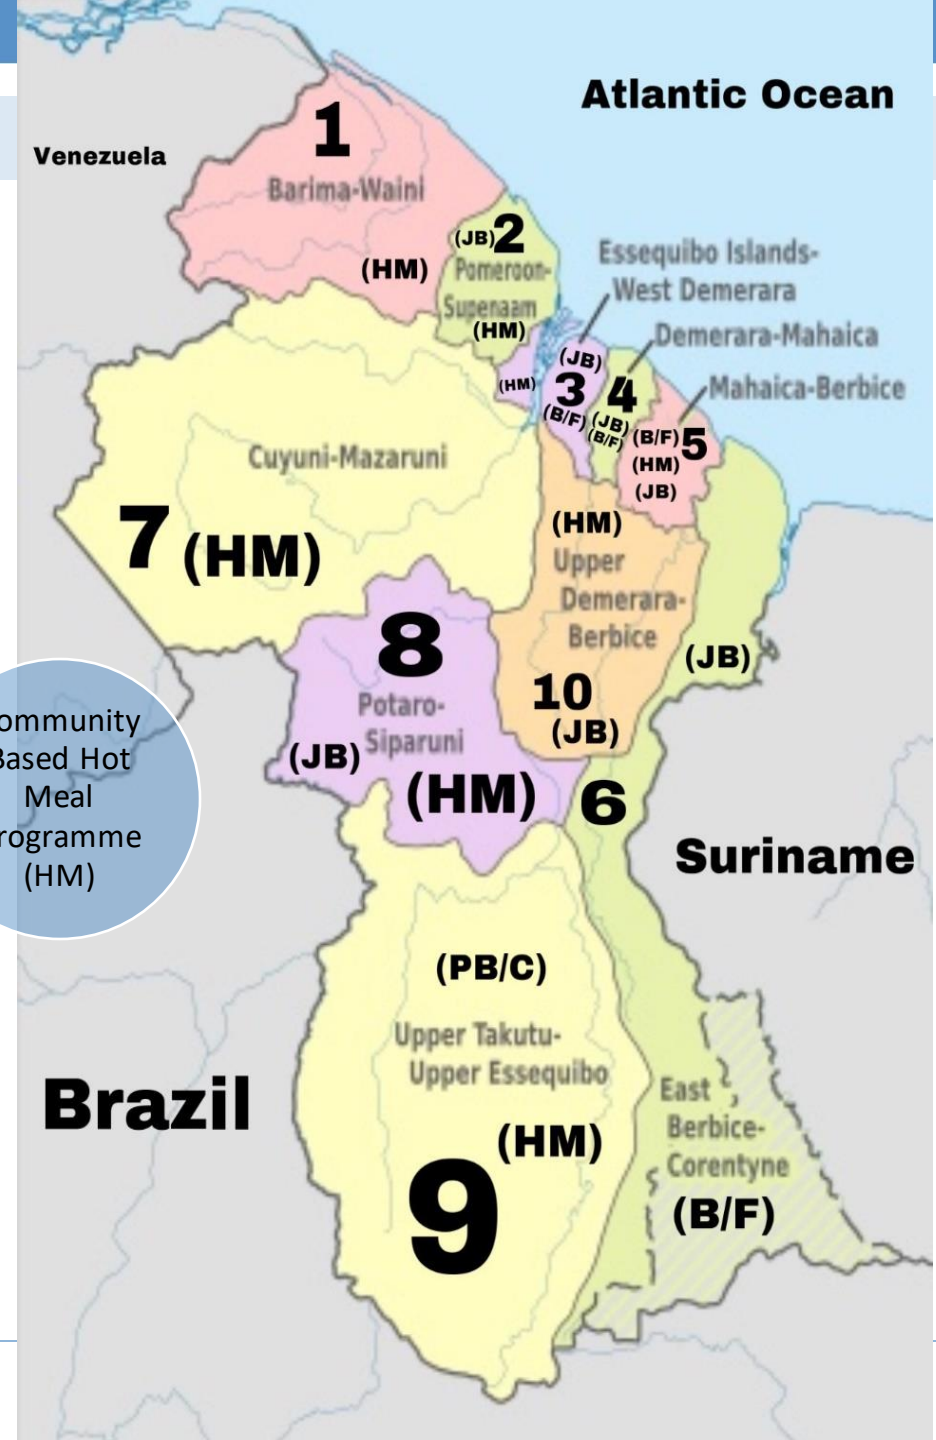 Atlantic Ocean
Venezuela
1
Barima-Waini
(HM)
(JB) 2
Pomeroon-
Supenaam
(HM)
Essequibo Islands-
West Demerara
Demerara-Mahaica
Mahaica-Berbice
(HM)
(JB)
3
(B/F)
4
(JB)
(B/F)
(B/F) 5
(HM)
(JB)
Cuyuni-Mazaruni
7 (HM)
(HM)
Upper
Demerara-
Berbice
10
(JB)
(JB)
8
Potaro-
Siparuni
(JB)
(HM)
6
ommunity
Based Hot
Meal
rogramme
(HM)
Suriname
(PB/C)
Upper Takutu-
Upper Essequibo
(HM)
9
Brazil
East
Berbice-
Corentyne
(B/F)